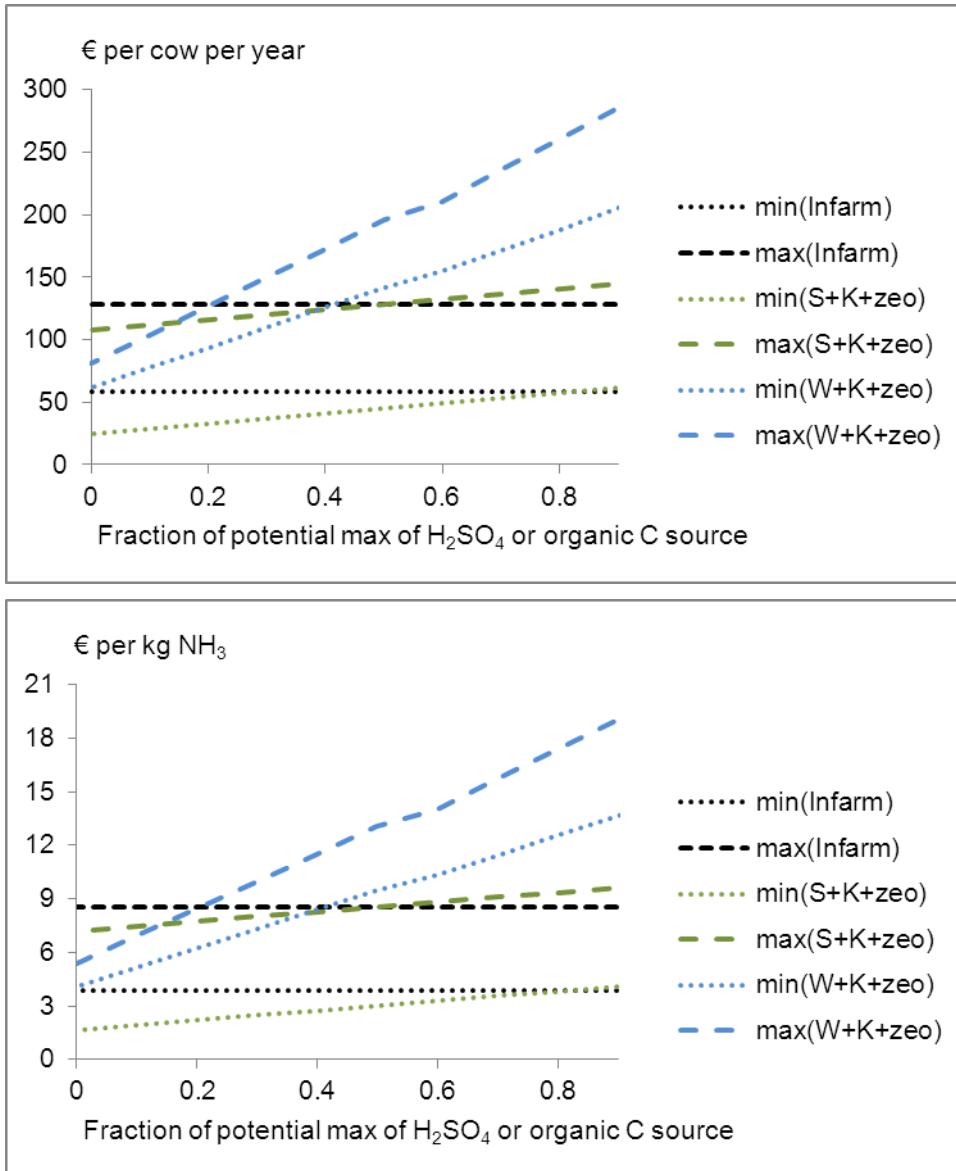 € per cow per year
300
250
200
150
100
50
0
0 0.2 0.4 0.6 0.8
Fraction of potential max of H₂SO₄ or organic C source
min(Infarm)
max(Infarm)
min(S+K+zeo)
max(S+K+zeo)
min(W+K+zeo)
max(W+K+zeo)
€ per kg NH₃
21
18
15
12
9
6
3
0
0 0.2 0.4 0.6 0.8
Fraction of potential max of H₂SO₄ or organic C source
min(Infarm)
max(Infarm)
min(S+K+zeo)
max(S+K+zeo)
min(W+K+zeo)
max(W+K+zeo)